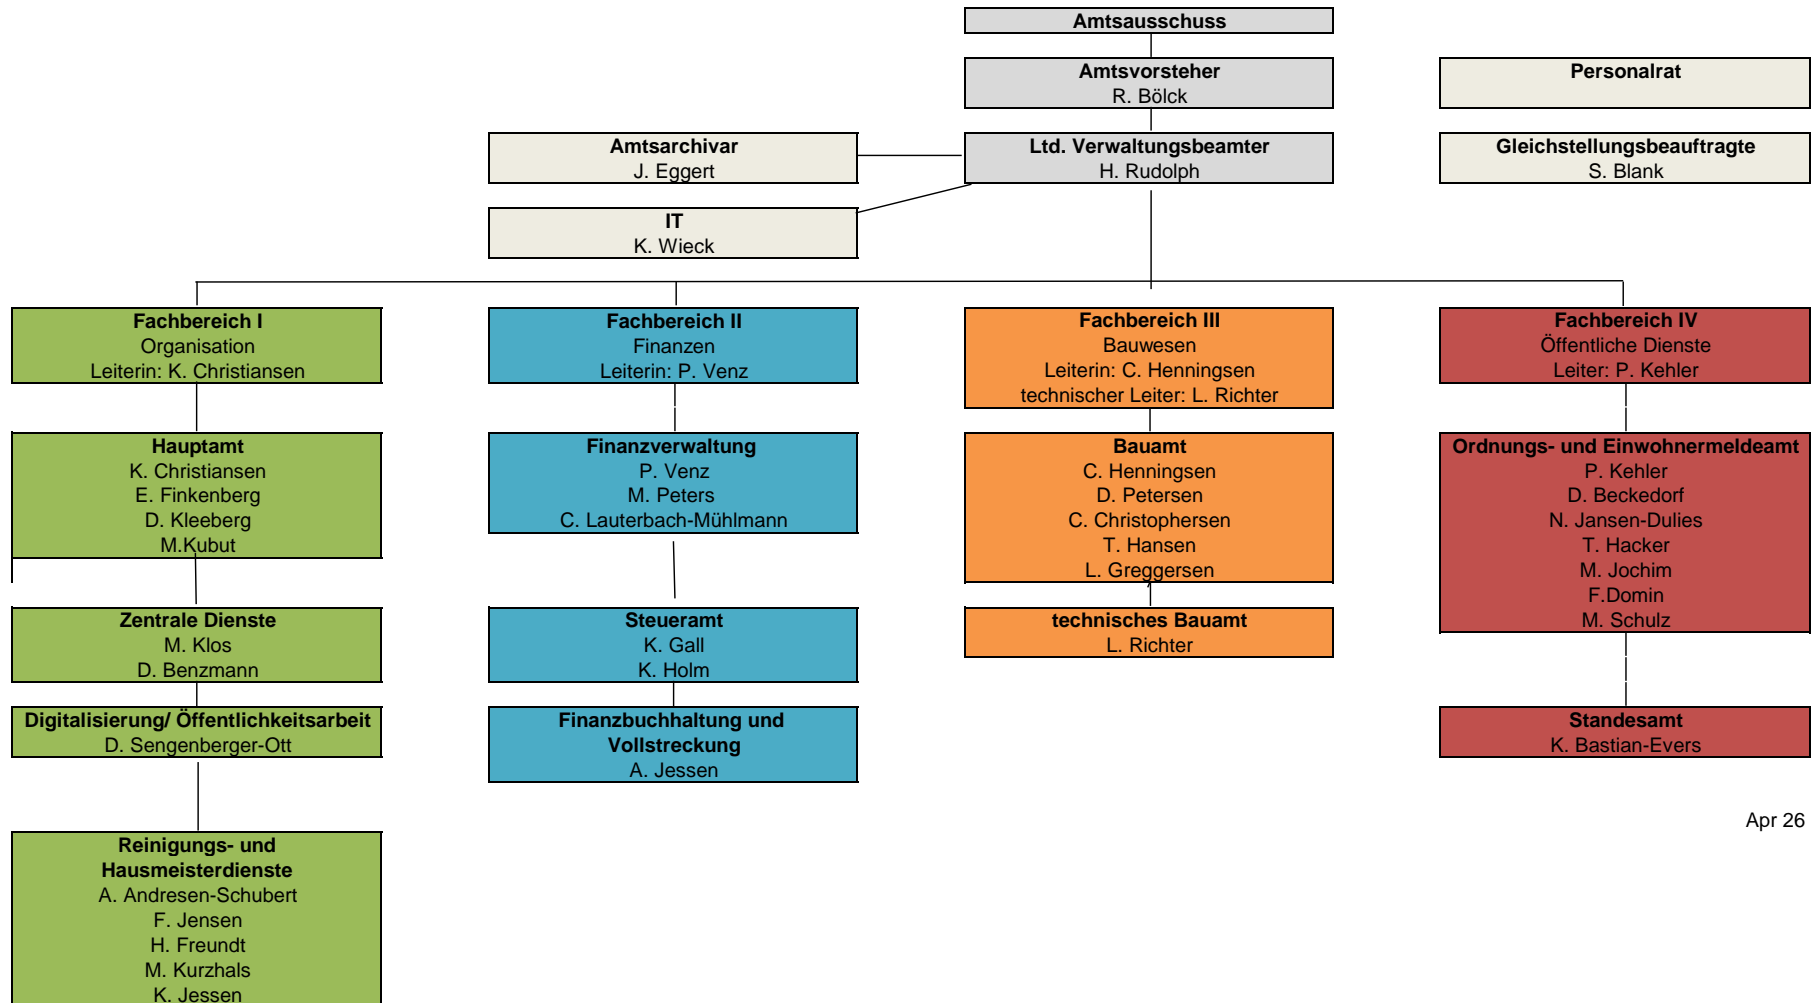 Amtsausschuss
Amtsvorsteher
R. Bölck
Personalrat
Amtsarchivar
J. Eggert
Ltd. Verwaltungsbeamter
H. Rudolph
Gleichstellungsbeauftragte
S. Blank
IT
K. Wieck
Fachbereich I
Organisation
Leiterin: K. Christiansen
Fachbereich II
Finanzen
Leiterin: P. Venz
Fachbereich III
Bauwesen
Leiterin: C. Henningsen
technischer Leiter: L. Richter
Fachbereich IV
Öffentliche Dienste
Leiter: P. Kehler
Hauptamt
K. Christiansen
E. Finkenberg
D. Kleeberg
M.Kubut
Finanzverwaltung
P. Venz
M. Peters
C. Lauterbach-Mühlmann
Bauamt
C. Henningsen
D. Petersen
C. Christophersen
T. Hansen
L. Greggersen
Ordnungs- und Einwohnermeldeamt
P. Kehler
D. Beckedorf
N. Jansen-Dulies
T. Hacker
M. Jochim
F.Domin
M. Schulz
Zentrale Dienste
M. Klos
D. Benzmann
Steueramt
K. Gall
K. Holm
technisches Bauamt
L. Richter
Digitalisierung/ Öffentlichkeitsarbeit
D. Sengenberger-Ott
Finanzbuchhaltung und
Vollstreckung
A. Jessen
Standesamt
K. Bastian-Evers
Apr 26
Reinigungs- und
Hausmeisterdienste
A. Andresen-Schubert
F. Jensen
H. Freundt
M. Kurzhals
K. Jessen